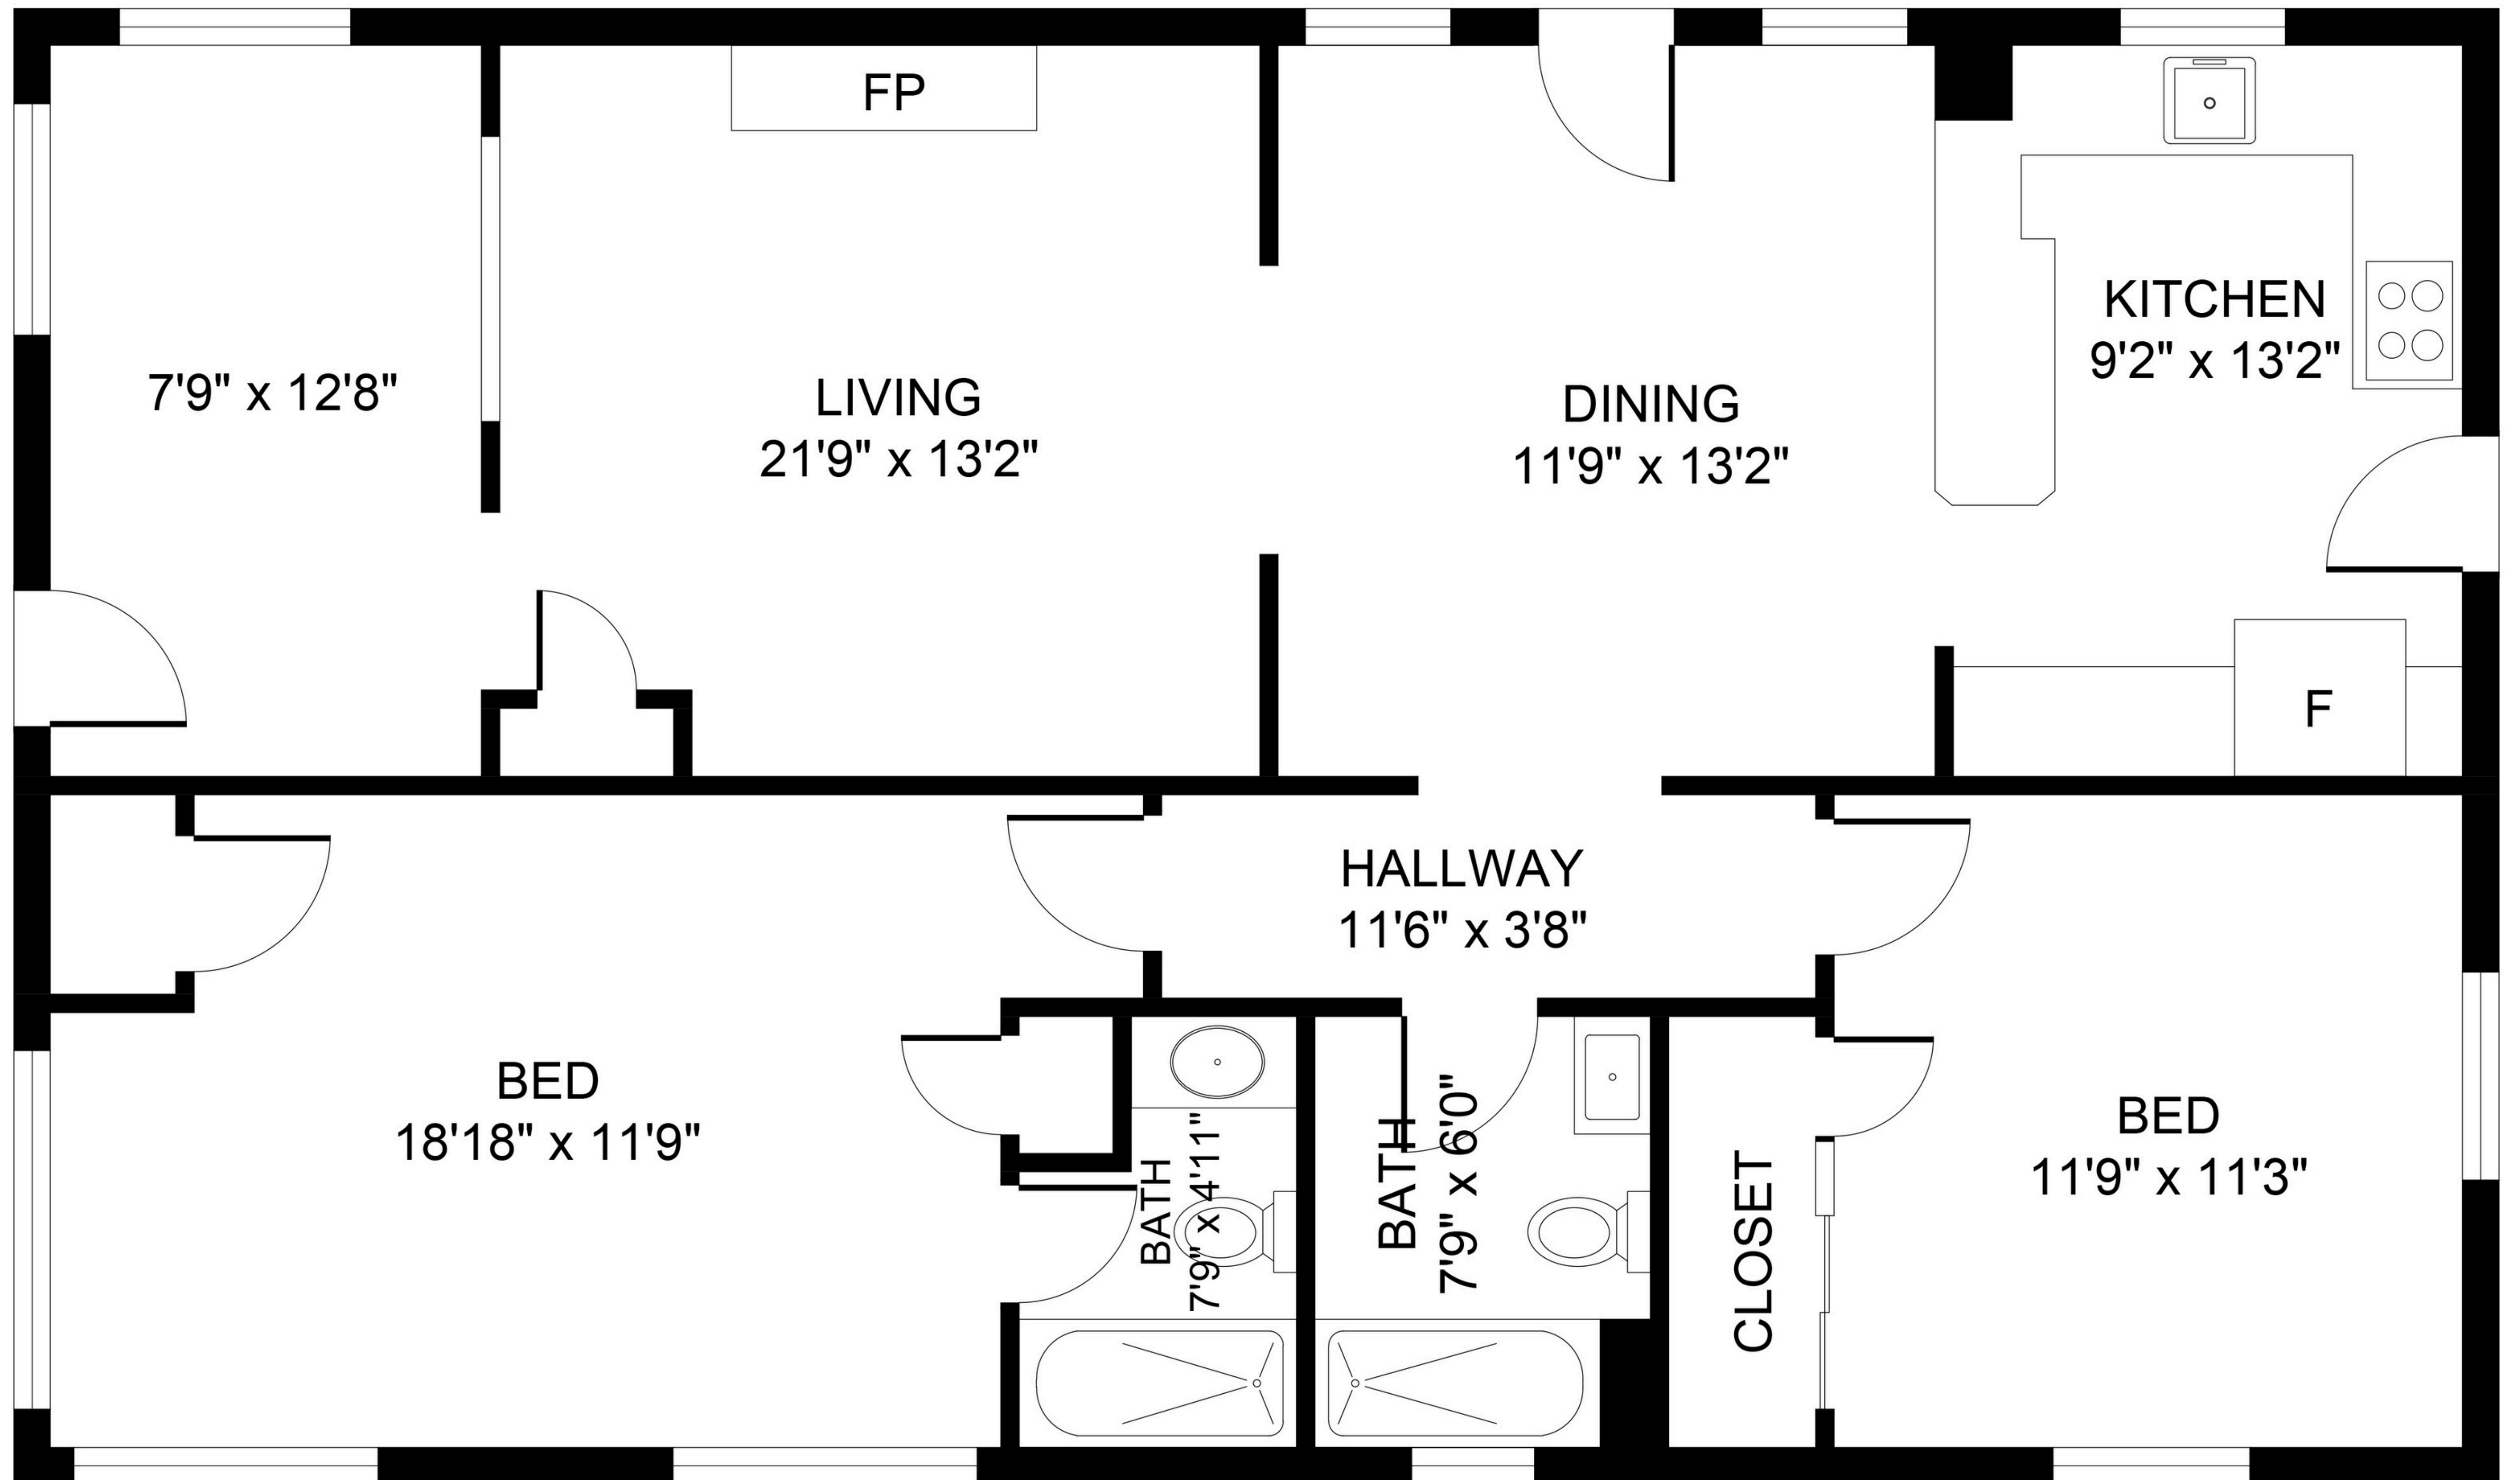 FP
7'9" x 12'8"
LIVING
21'9" x 13'2"
DINING
11'9" x 13'2"
KITCHEN
9'2" x 13'2"
F
HALLWAY
11'6" x 3'8"
BED
18'18" x 11'9"
BATH
7'9" x 4'11"
BATH
7'9" x 6'0"
CLOSET
BED
11'9" x 11'3"